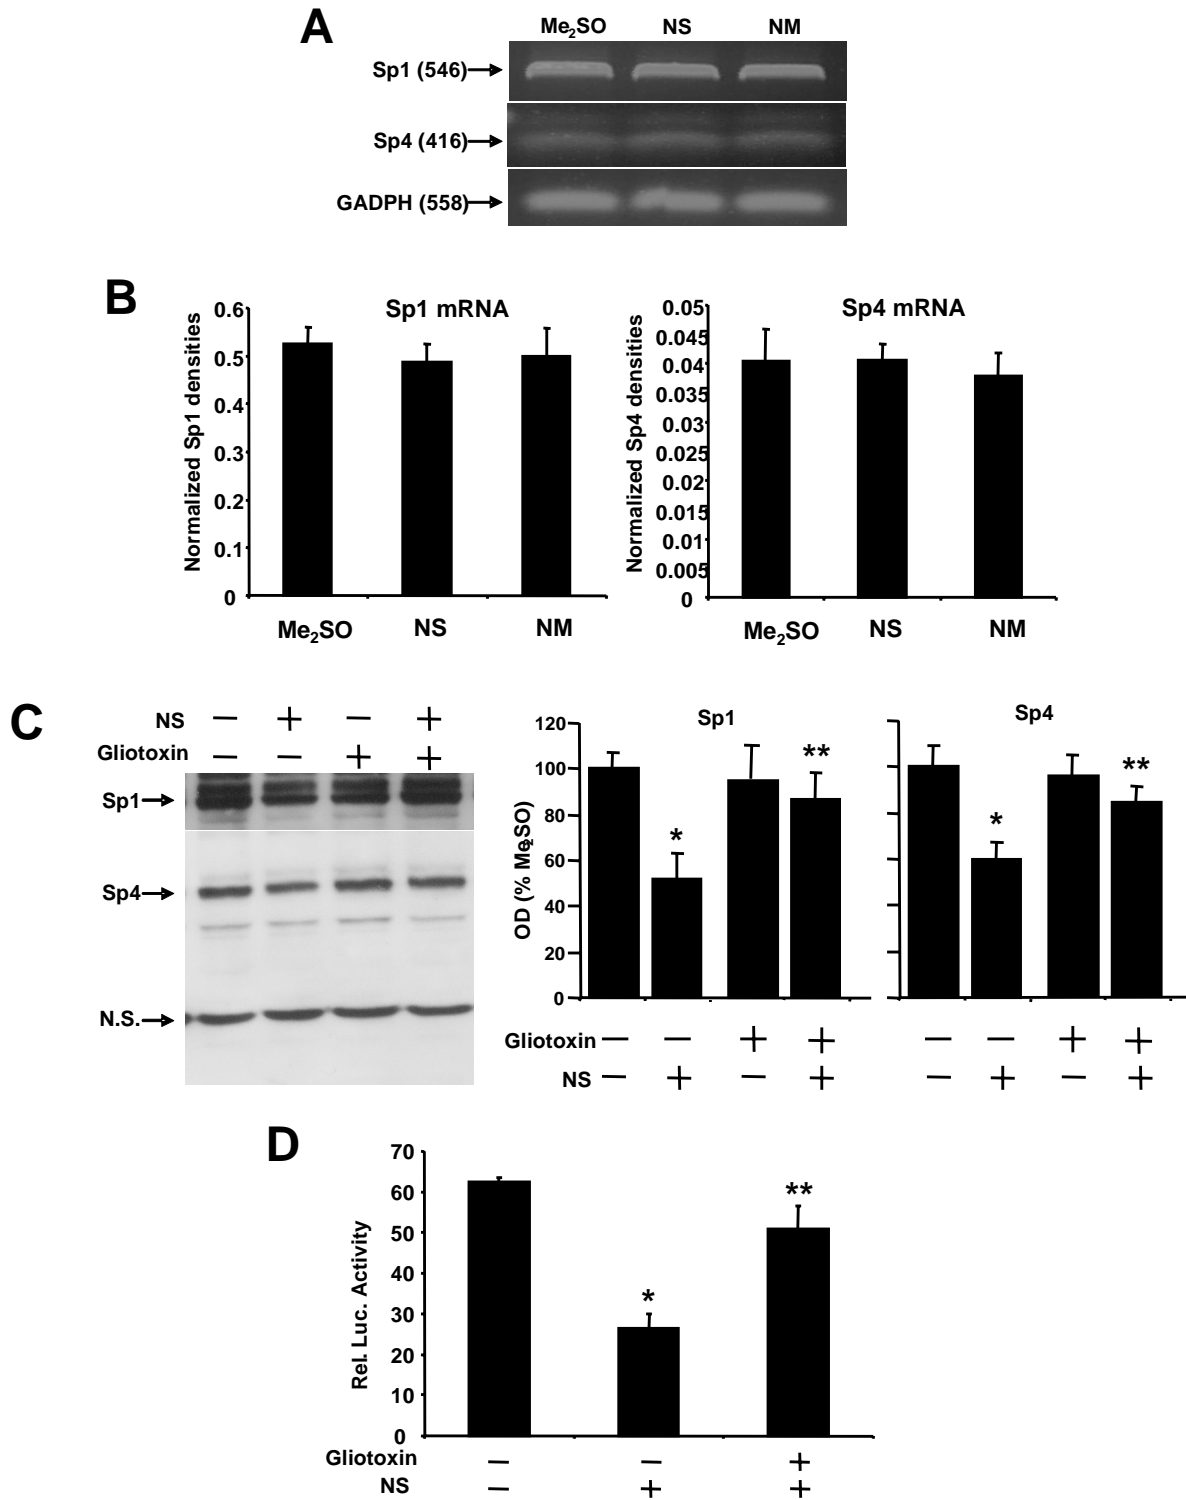 A
Me2SO NS NM
Sp1 (546)
Sp4 (416)
GADPH (558)
B
Sp1 mRNA
Normalized Sp1 densities
0.6
0.5
0.4
0.3
0.2
0.1
0
Me2SO NS NM
Sp4 mRNA
Normalized Sp4 densities
0.05
0.045
0.04
0.035
0.03
0.025
0.02
0.015
0.01
0.005
0
Me2SO NS NM
C
NS − + − +
Gliotoxin − − + +
Sp1
Sp4
N.S.
Sp1
OD (% Me2SO)
120
100
80
60
40
20
0
*
**
Sp4
*
**
Gliotoxin − − + + − − + +
NS − + − + − + − +
D
Rel. Luc. Activity
70
60
50
40
30
20
10
0
*
**
Gliotoxin − − +
NS − + +